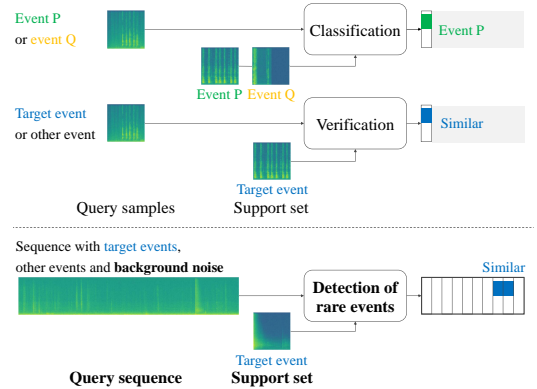 Event P
or event Q
Classification
Event P
Event P Event Q
Target event
or other event
Verification
Similar
Target event
Query samples Support set
Sequence with target events,
other events and background noise
Similar
Detection of
rare events
Target event
Query sequence Support set